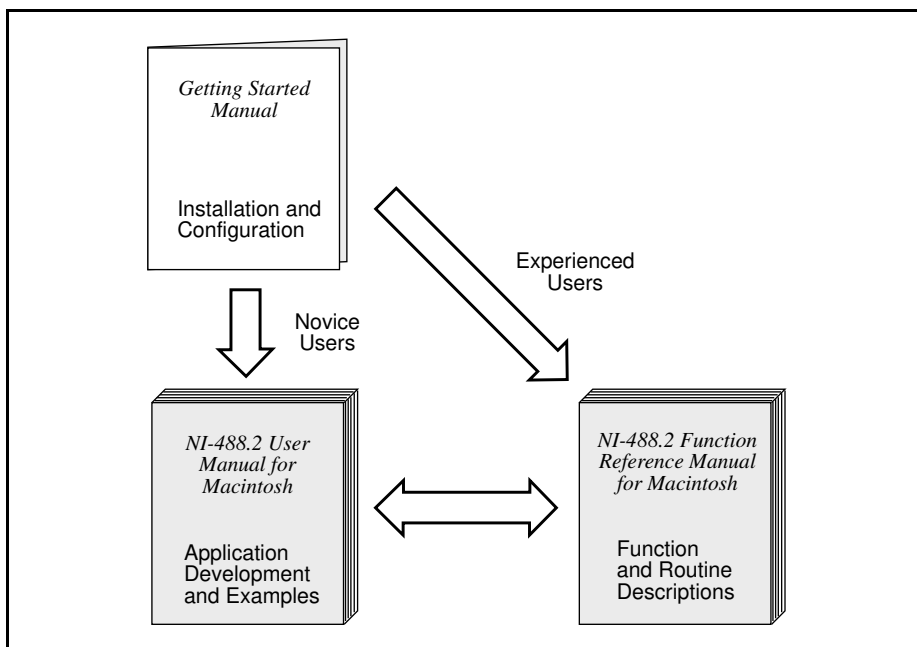 Getting Started
Manual
Installation and
Configuration
Experienced
Users
Novice
Users
NI-488.2 User
Manual for
Macintosh
Application
Development
and Examples
NI-488.2 Function
Reference Manual
for Macintosh
Function
and Routine
Descriptions